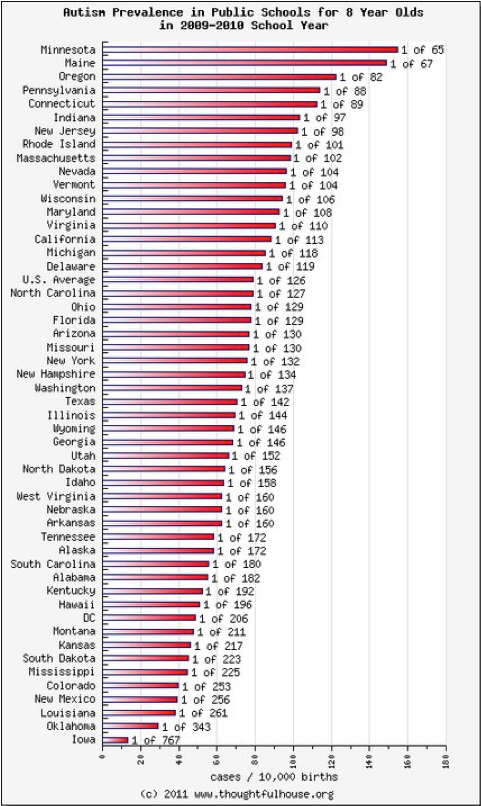 Autism Prevalence in Public Schools for 8 Year Olds
in 2009-2010 School Year
Minnesota 1 of 65
Maine 1 of 67
Oregon 1 of 82
Pennsylvania 1 of 88
Connecticut 1 of 89
Indiana 1 of 97
New Jersey 1 of 98
Rhode Island 1 of 101
Massachusetts 1 of 102
Nevada 1 of 104
Vermont 1 of 104
Wisconsin 1 of 106
Maryland 1 of 108
Virginia 1 of 110
California 1 of 113
Michigan 1 of 118
Delaware 1 of 119
U.S. Average 1 of 126
North Carolina 1 of 127
Ohio 1 of 129
Florida 1 of 129
Arizona 1 of 130
Missouri 1 of 130
New York 1 of 132
New Hampshire 1 of 134
Washington 1 of 137
Texas 1 of 142
Illinois 1 of 144
Wyoming 1 of 146
Georgia 1 of 146
Utah 1 of 152
North Dakota 1 of 156
Idaho 1 of 158
West Virginia 1 of 160
Nebraska 1 of 160
Arkansas 1 of 160
Tennessee 1 of 172
Alaska 1 of 172
South Carolina 1 of 180
Alabama 1 of 182
Kentucky 1 of 192
Hawaii 1 of 196
DC 1 of 206
Montana 1 of 211
Kansas 1 of 217
South Dakota 1 of 223
Mississippi 1 of 225
Colorado 1 of 253
New Mexico 1 of 256
Louisiana 1 of 261
Oklahoma 1 of 343
Iowa 1 of 767
0 20 40 60 80 100 120 140 160 180
cases / 10,000 births
(c) 2011 www.thoughtfulhouse.org